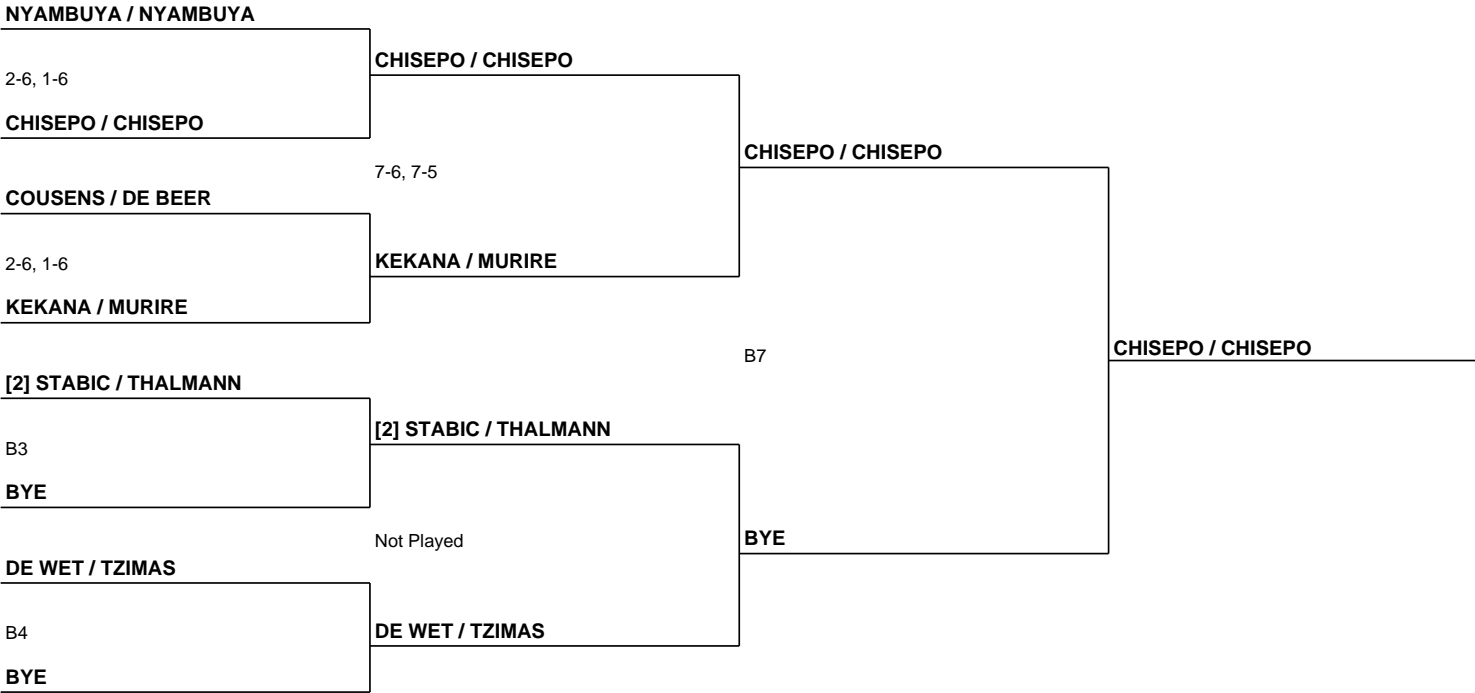 NYAMBUYA / NYAMBUYA
2-6, 1-6
CHISEPO / CHISEPO
COUSENS / DE BEER
2-6, 1-6
KEKANA / MURIRE
[2] STABIC / THALMANN
B3
BYE
DE WET / TZIMAS
B4
BYE
CHISEPO / CHISEPO
7-6, 7-5
KEKANA / MURIRE
[2] STABIC / THALMANN
Not Played
DE WET / TZIMAS
CHISEPO / CHISEPO
B7
BYE
CHISEPO / CHISEPO